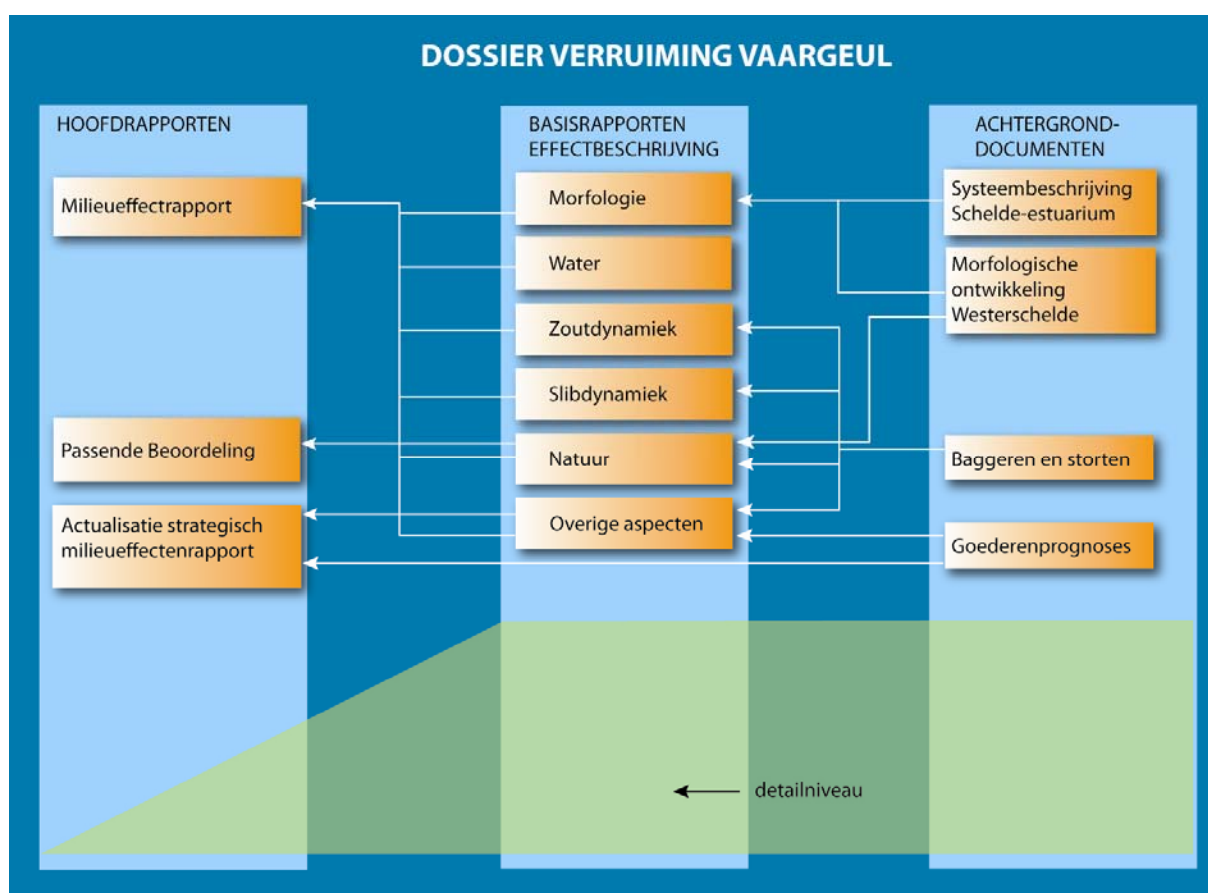 DOSSIER VERRUIMING VAARGEUL
HOOFDRAPPORTEN
Milieueffectrapport
Passende Beoordeling
Actualisatie strategisch
milieueffectenrapport
BASISRAPPORTEN
EFFECTBESCHRIJVING
Morfologie
Water
Zoutdynamiek
Slibdynamiek
Natuur
Overige aspecten
ACHTERGROND-
DOCUMENTEN
Systeembeschrijving
Schelde-estuarium
Morfologische
ontwikkeling
Westerschelde
Baggeren en storten
Goederenprognoses
detailniveau